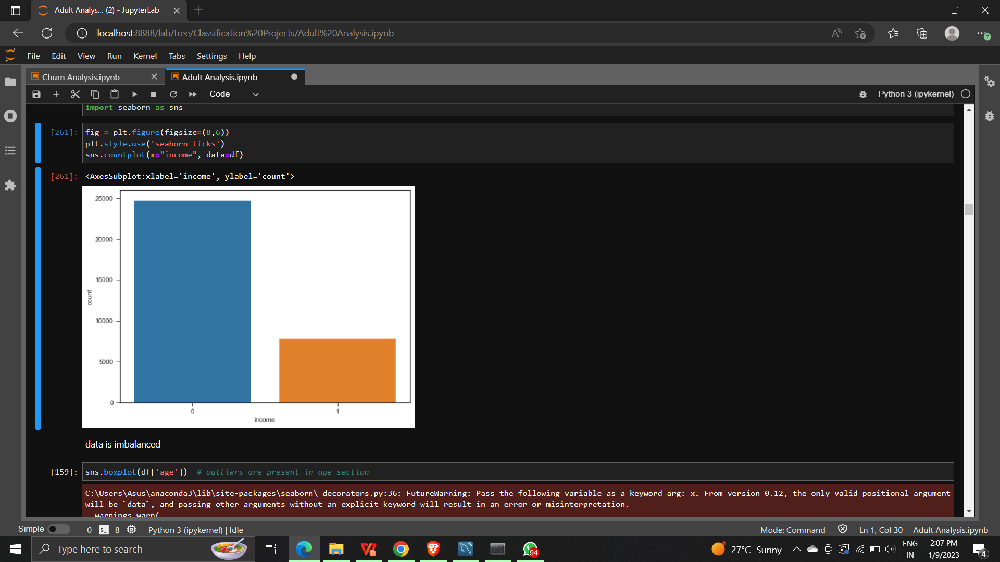 Adult Analys... (2) - JupyterLab
localhost:8888/lab/tree/Classification%20Projects/Adult%20Analysis.ipynb
File Edit View Run Kernel Tabs Settings Help
Churn Analysis.ipynb
Adult Analysis.ipynb
Code
Python 3 (ipykernel)
import seaborn as sns
[261]:
fig = plt.figure(figsize=(8,6))
plt.style.use('seaborn-ticks')
sns.countplot(x="income", data=df)
[261]:
<AxesSubplot:xlabel='income', ylabel='count'>
25000
20000
15000
10000
5000
0
count
0
1
income
data is imbalanced
[159]:
sns.boxplot(df['age']) # outliers are present in age section
C:\Users\Asus\anaconda3\lib\site-packages\seaborn\_decorators.py:36: FutureWarning: Pass the following variable as a keyword arg: x. From version 0.12, the only valid positional argument
will be `data`, and passing other arguments without an explicit keyword will result in an error or misinterpretation.
warnings.warn(
Simple 0 $_ 8 Python 3 (ipykernel) | Idle
Mode: Command Ln 1, Col 30 Adult Analysis.ipynb
Type here to search
94
27°C Sunny
ENG
IN
2:07 PM
1/9/2023
4